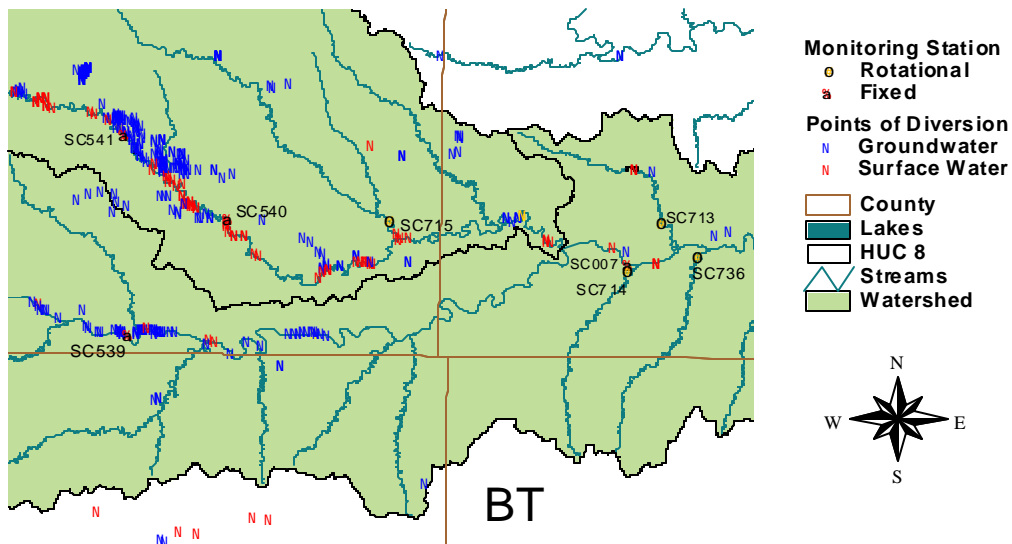 SC541
SC540
SC715
SC713
SC007
SC736
SC714
SC539
BT
Monitoring Station
Rotational
Fixed
Points of Diversion
N Groundwater
N Surface Water
County
Lakes
HUC 8
Streams
Watershed
N
W E
S